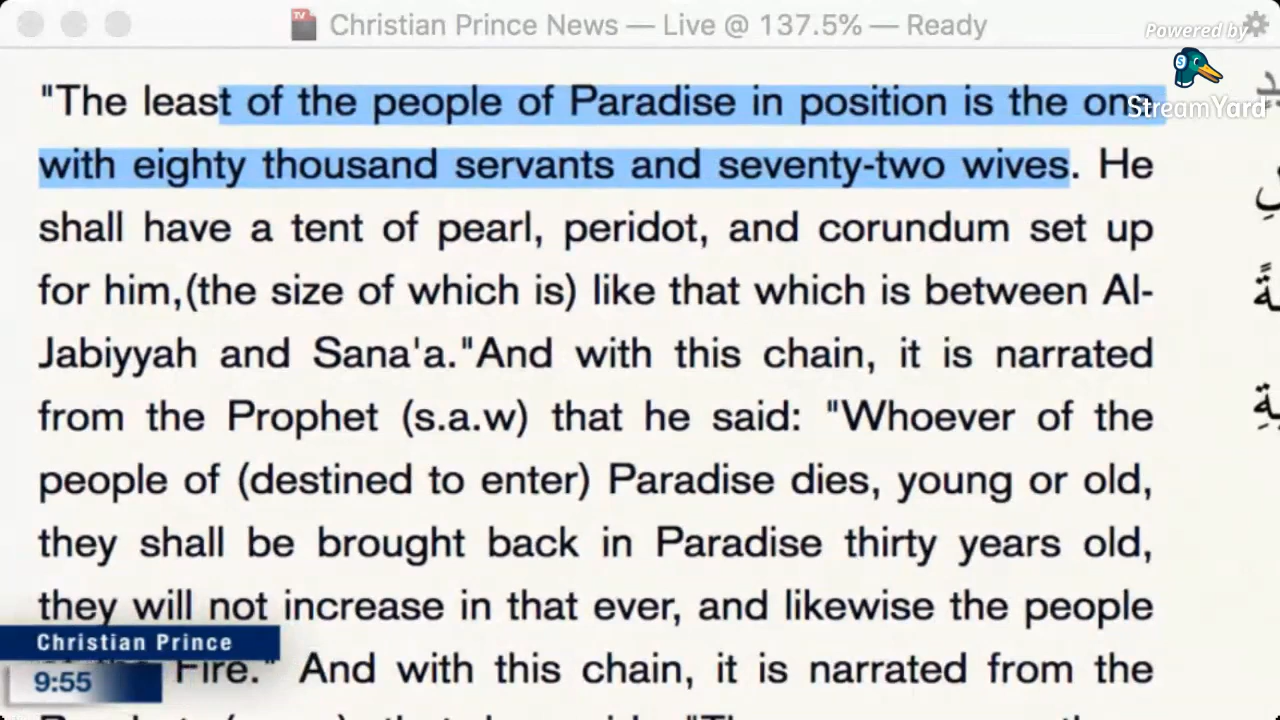 Christian Prince News — Live @ 137.5% — Ready
Powered by
StreamYard
"The least of the people of Paradise in position is the one
with eighty thousand servants and seventy-two wives. He
shall have a tent of pearl, peridot, and corundum set up
for him,(the size of which is) like that which is between Al-
Jabiyyah and Sana'a."And with this chain, it is narrated
from the Prophet (s.a.w) that he said: "Whoever of the
people of (destined to enter) Paradise dies, young or old,
they shall be brought back in Paradise thirty years old,
they will not increase in that ever, and likewise the people
Fire." And with this chain, it is narrated from the
Christian Prince
9:55